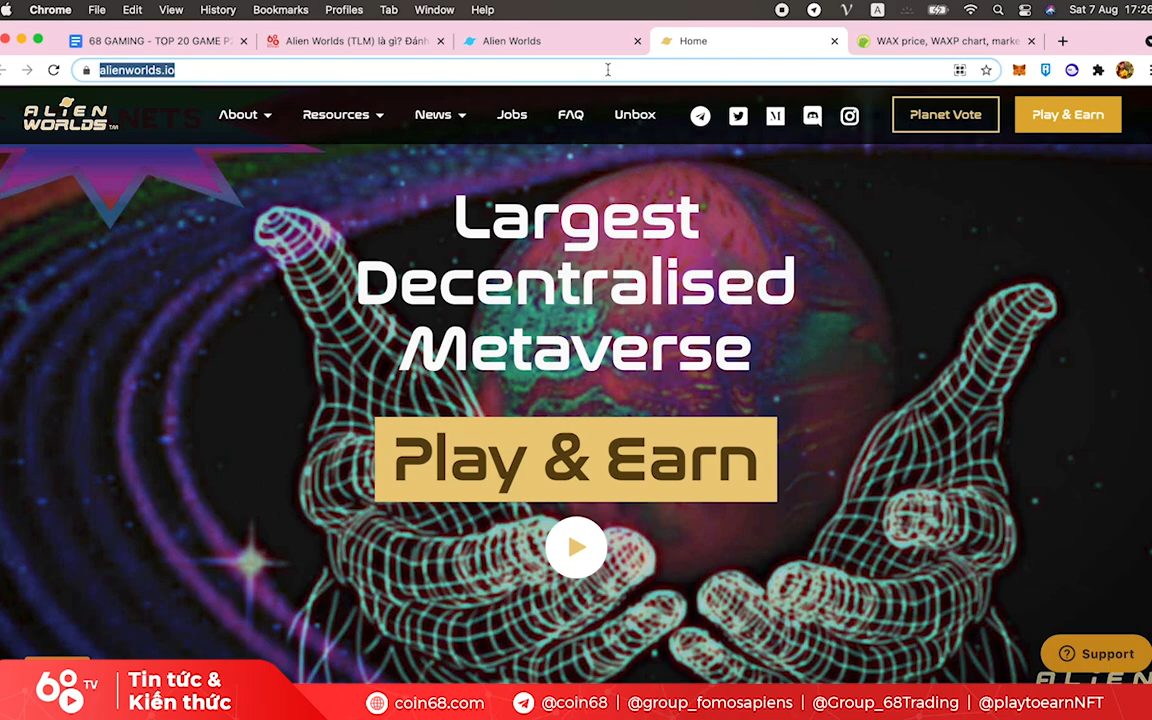 Chrome File Edit View History Bookmarks Profiles Tab Window Help
A
Sat 7 Aug 17:26
68 GAMING - TOP 20 GAME P2
Alien Worlds (TLM) là gì? Đánh
Alien Worlds
Home
WAX price, WAXP chart, marke
alienworlds.io
ALIEN WORLDS TM
About
Resources
News
Jobs
FAQ
Unbox
Planet Vote
Play & Earn
Largest
Decentralised
Metaverse
Play & Earn
Support
68 TV
Tin tức &
Kiến thức
coin68.com
@coin68 | @group_fomosapiens | @Group_68Trading | @playtoearnNFT